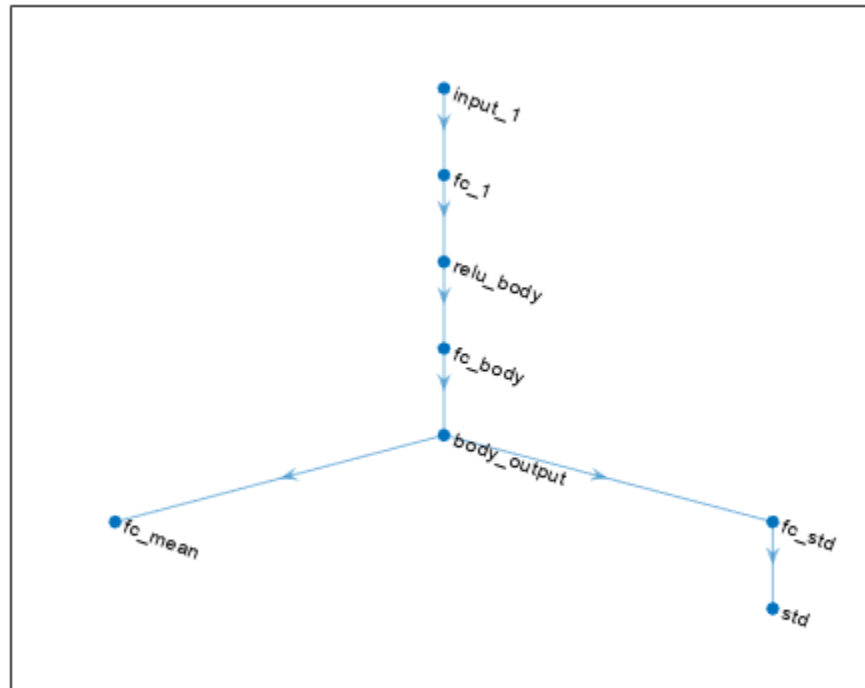 input_1
fc_1
relu_body
fc_body
body_output
fc_mean
fc_std
std